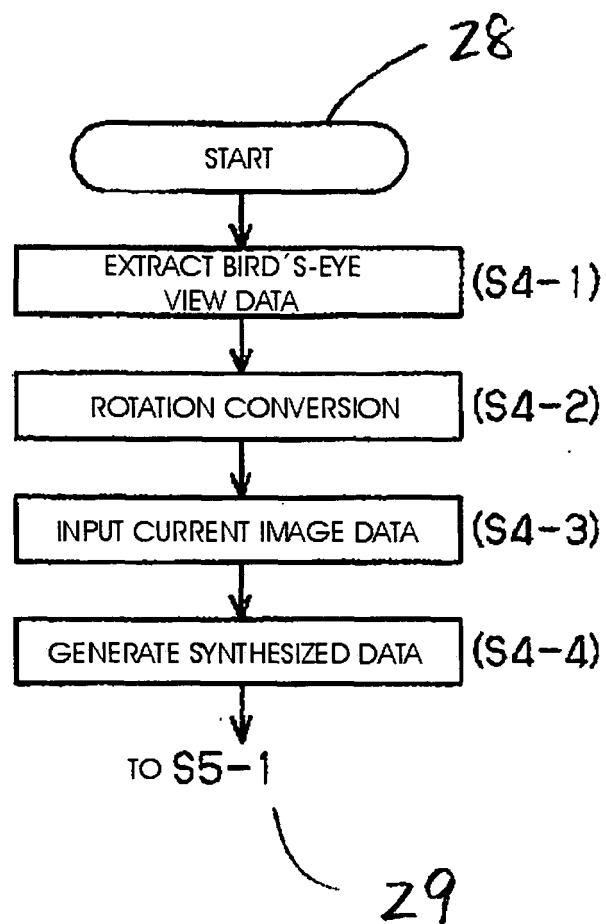 28
START
EXTRACT BIRD´S-EYE
VIEW DATA
(S4-1)
ROTATION CONVERSION
(S4-2)
INPUT CURRENT IMAGE DATA
(S4-3)
GENERATE SYNTHESIZED DATA
(S4-4)
TO S5-1
29